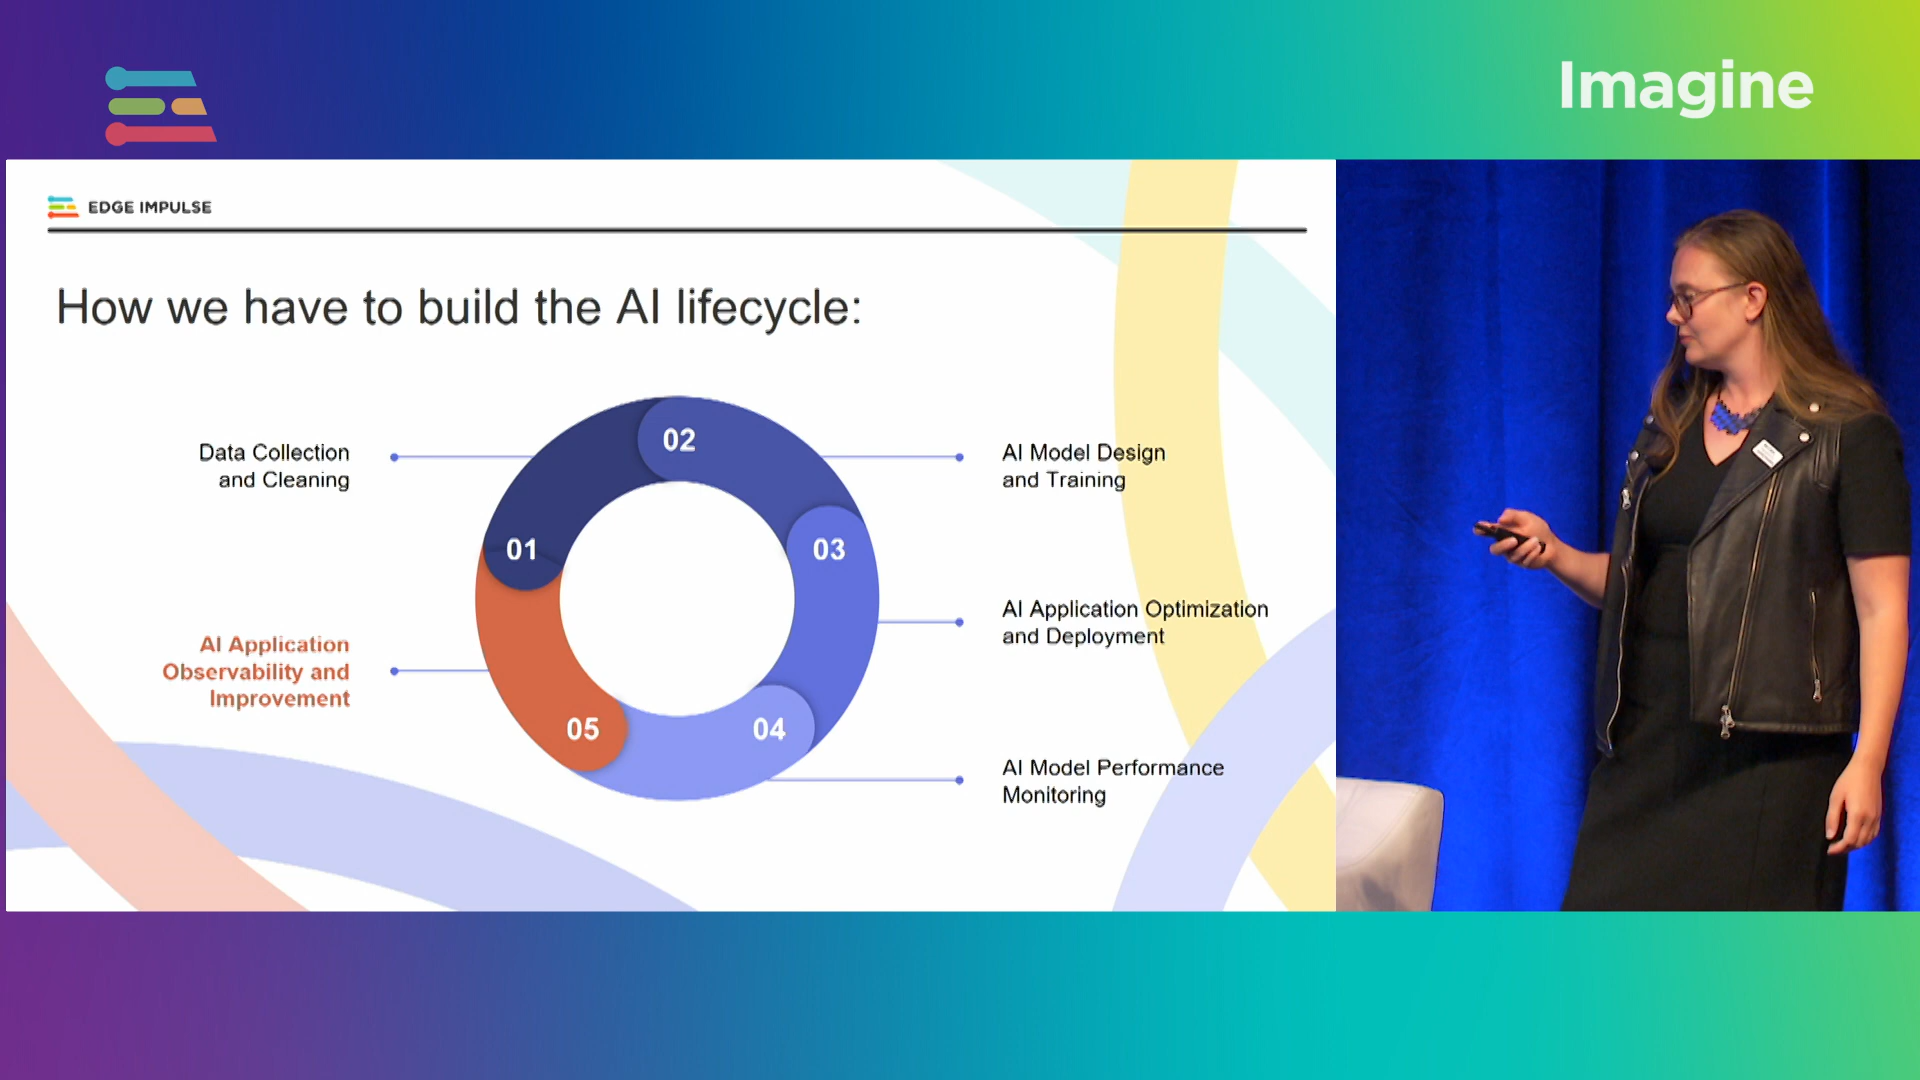 Imagine
EDGE IMPULSE
How we have to build the AI lifecycle:
Data Collection
and Cleaning
01
02
AI Model Design
and Training
03
AI Application Optimization
and Deployment
04
AI Model Performance
Monitoring
05
AI Application
Observability and
Improvement